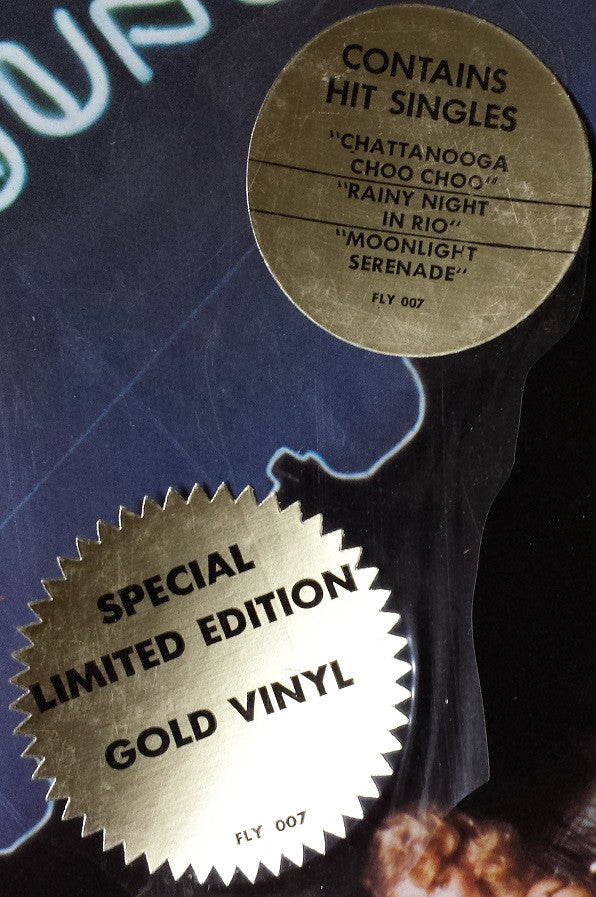 CONTAINS
HIT SINGLES
"CHATTANOOGA
CHOO CHOO"
"RAINY NIGHT
IN RIO"
"MOONLIGHT
SERENADE"
FLY 007
SPECIAL
LIMITED EDITION
GOLD VINYL
FLY 007